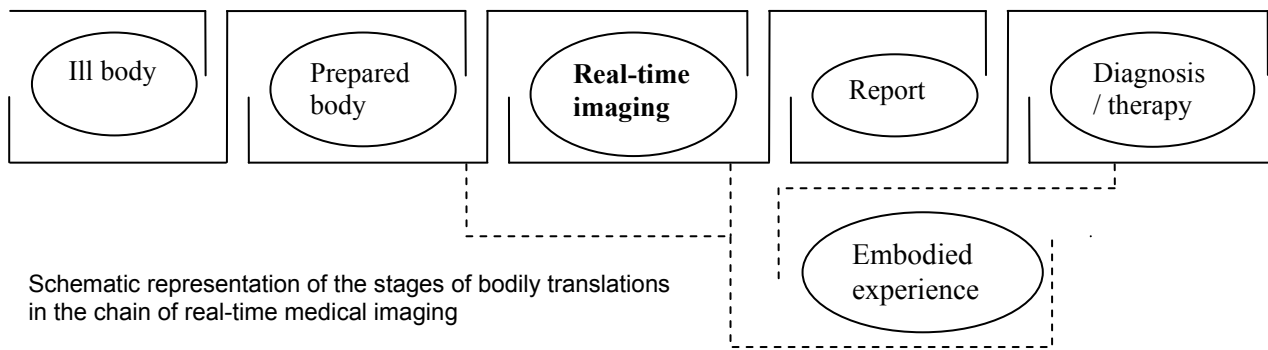 Ill body
Prepared
body
Real-time
imaging
Report
Diagnosis
/ therapy
Embodied
experience
Schematic representation of the stages of bodily translations
in the chain of real-time medical imaging